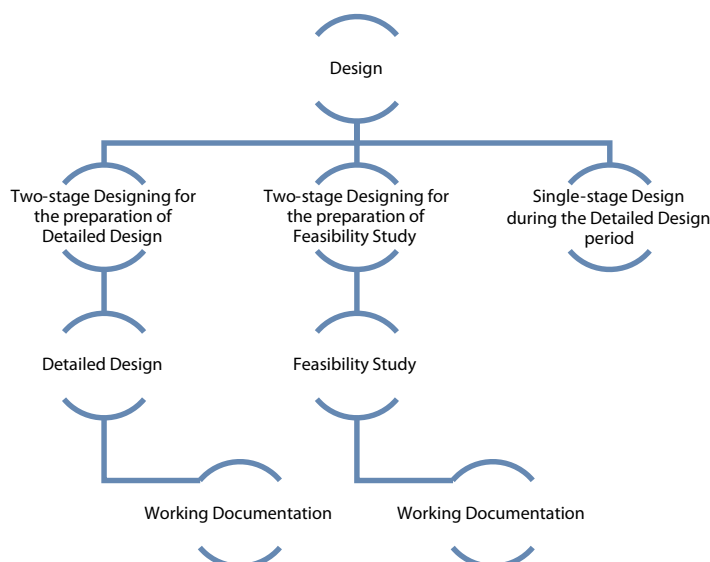 Design
Two-stage Designing for
the preparation of
Detailed Design
Two-stage Designing for
the preparation of
Feasibility Study
Single-stage Design
during the Detailed Design
period
Detailed Design
Feasibility Study
Working Documentation
Working Documentation